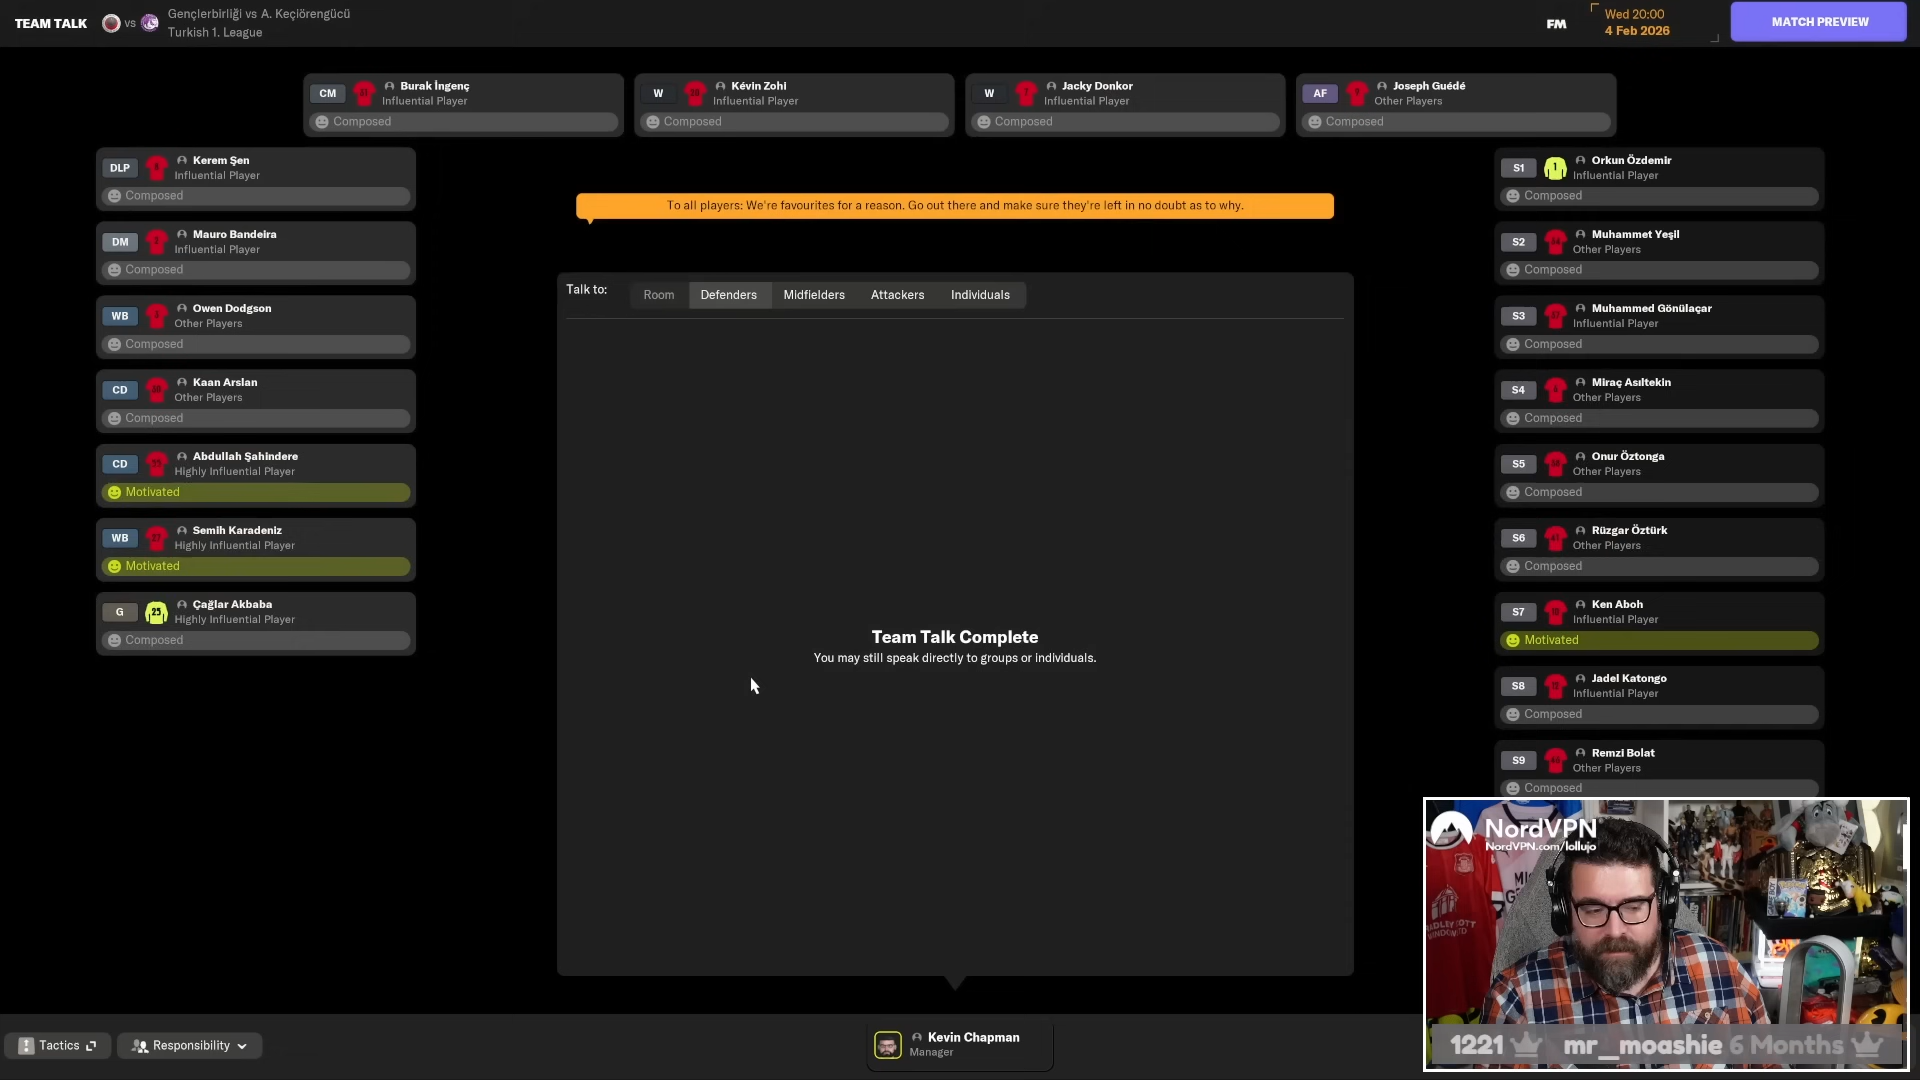 TEAM TALK
vs
Gençlerbirliği vs A. Keçiörengücü
Turkish 1. League
FM
Wed 20:00
4 Feb 2026
MATCH PREVIEW
CM
Burak İngenç
Influential Player
Composed
W
Kévin Zohi
Influential Player
Composed
W
Jacky Donkor
Influential Player
Composed
AF
Joseph Guédé
Other Players
Composed
DLP
Kerem Şen
Influential Player
Composed
DM
Mauro Bandeira
Influential Player
Composed
WB
Owen Dodgson
Other Players
Composed
CD
Kaan Arslan
Other Players
Composed
CD
Abdullah Şahindere
Highly Influential Player
Motivated
WB
Semih Karadeniz
Highly Influential Player
Motivated
G
Çağlar Akbaba
Highly Influential Player
Composed
To all players: We're favourites for a reason. Go out there and make sure they're left in no doubt as to why.
Talk to:
Room
Defenders
Midfielders
Attackers
Individuals
Team Talk Complete
You may still speak directly to groups or individuals.
S1
1
Orkun Özdemir
Influential Player
Composed
S2
Muhammet Yeşil
Other Players
Composed
S3
Muhammed Gönülaçar
Influential Player
Composed
S4
Miraç Asıltekin
Other Players
Composed
S5
Onur Öztonga
Other Players
Composed
S6
Rüzgar Öztürk
Other Players
Composed
S7
Ken Aboh
Influential Player
Motivated
S8
Jadel Katongo
Influential Player
Composed
S9
Remzi Bolat
Other Players
Composed
NordVPN
NordVPN.com/lollujo
1221
mr__moashie 6 Months
Tactics
Responsibility
Kevin Chapman
Manager